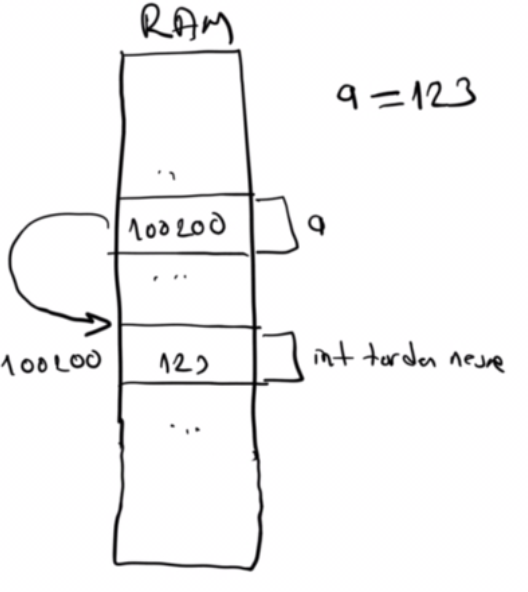 RAM
a = 123
..
100200
a
...
100200
123
int türden nesne
...